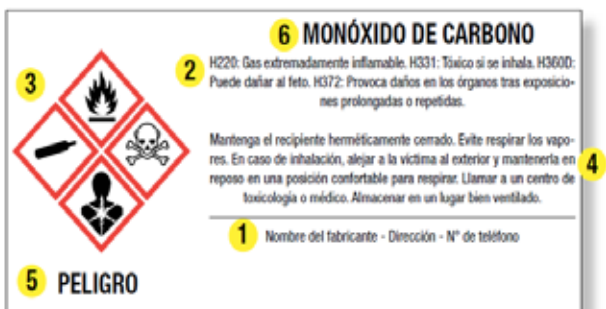 6 MONÓXIDO DE CARBONO
2 H220: Gas extremadamente inflamable. H331: Tóxico si se inhala. H360D:
Puede dañar al feto. H372: Provoca daños en los órganos tras exposicio-
nes prolongadas o repetidas.
3
Mantenga el recipiente herméticamente cerrado. Evite respirar los vapo-
res. En caso de inhalación, alejar a la víctima al exterior y mantenerla en
reposo en una posición confortable para respirar. Llamar a un centro de
toxicología o médico. Almacenar en un lugar bien ventilado.
4
1 Nombre del fabricante - Dirección - N° de teléfono
5 PELIGRO